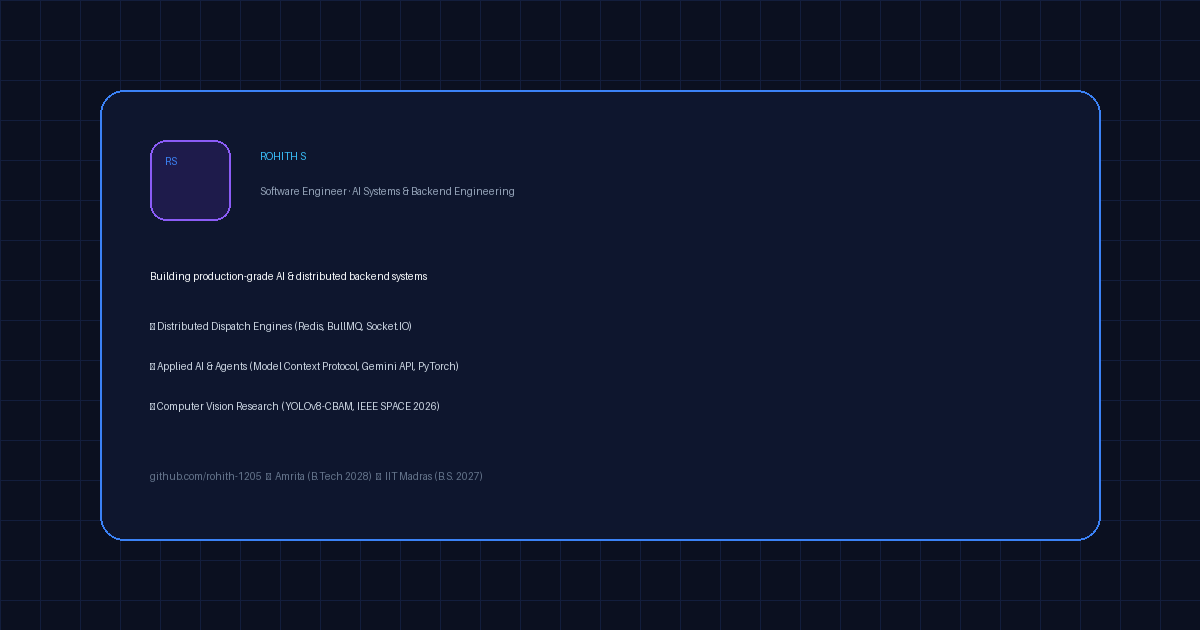 RS
ROHITH S
Software Engineer · AI Systems & Backend Engineering
Building production-grade AI & distributed backend systems
Distributed Dispatch Engines (Redis, BullMQ, Socket.IO)
Applied AI & Agents (Model Context Protocol, Gemini API, PyTorch)
Computer Vision Research (YOLOv8-CBAM, IEEE SPACE 2026)
github.com/rohith-1205 Amrita (B.Tech 2028) IIT Madras (B.S. 2027)